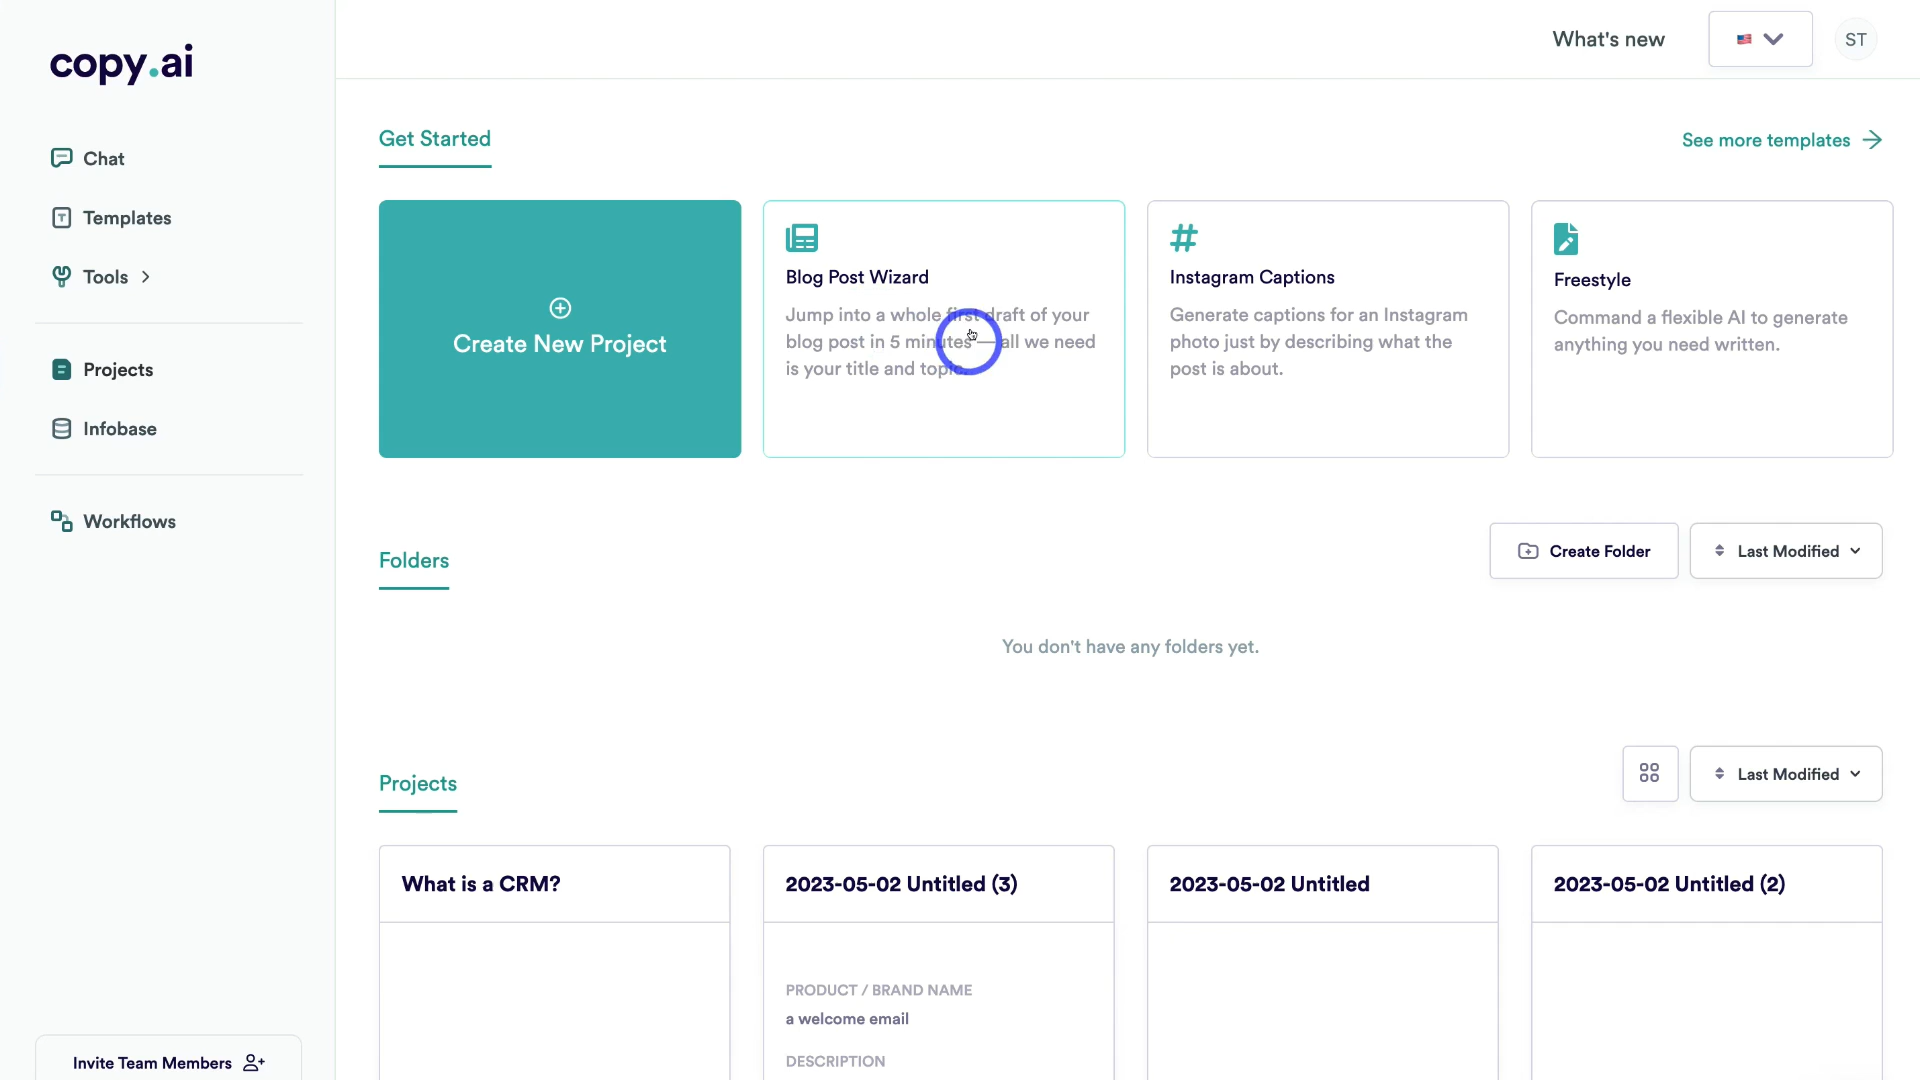 copy.ai
Chat
Templates
Tools
Projects
Infobase
Workflows
Invite Team Members
What's new
ST
Get Started
See more templates
Create New Project
Blog Post Wizard
Jump into a whole first draft of your
blog post in 5 minutes — all we need
is your title and topic.
Instagram Captions
Generate captions for an Instagram
photo just by describing what the
post is about.
Freestyle
Command a flexible AI to generate
anything you need written.
Folders
Create Folder
Last Modified
You don't have any folders yet.
Projects
Last Modified
What is a CRM?
2023-05-02 Untitled (3)
PRODUCT / BRAND NAME
a welcome email
DESCRIPTION
2023-05-02 Untitled
2023-05-02 Untitled (2)